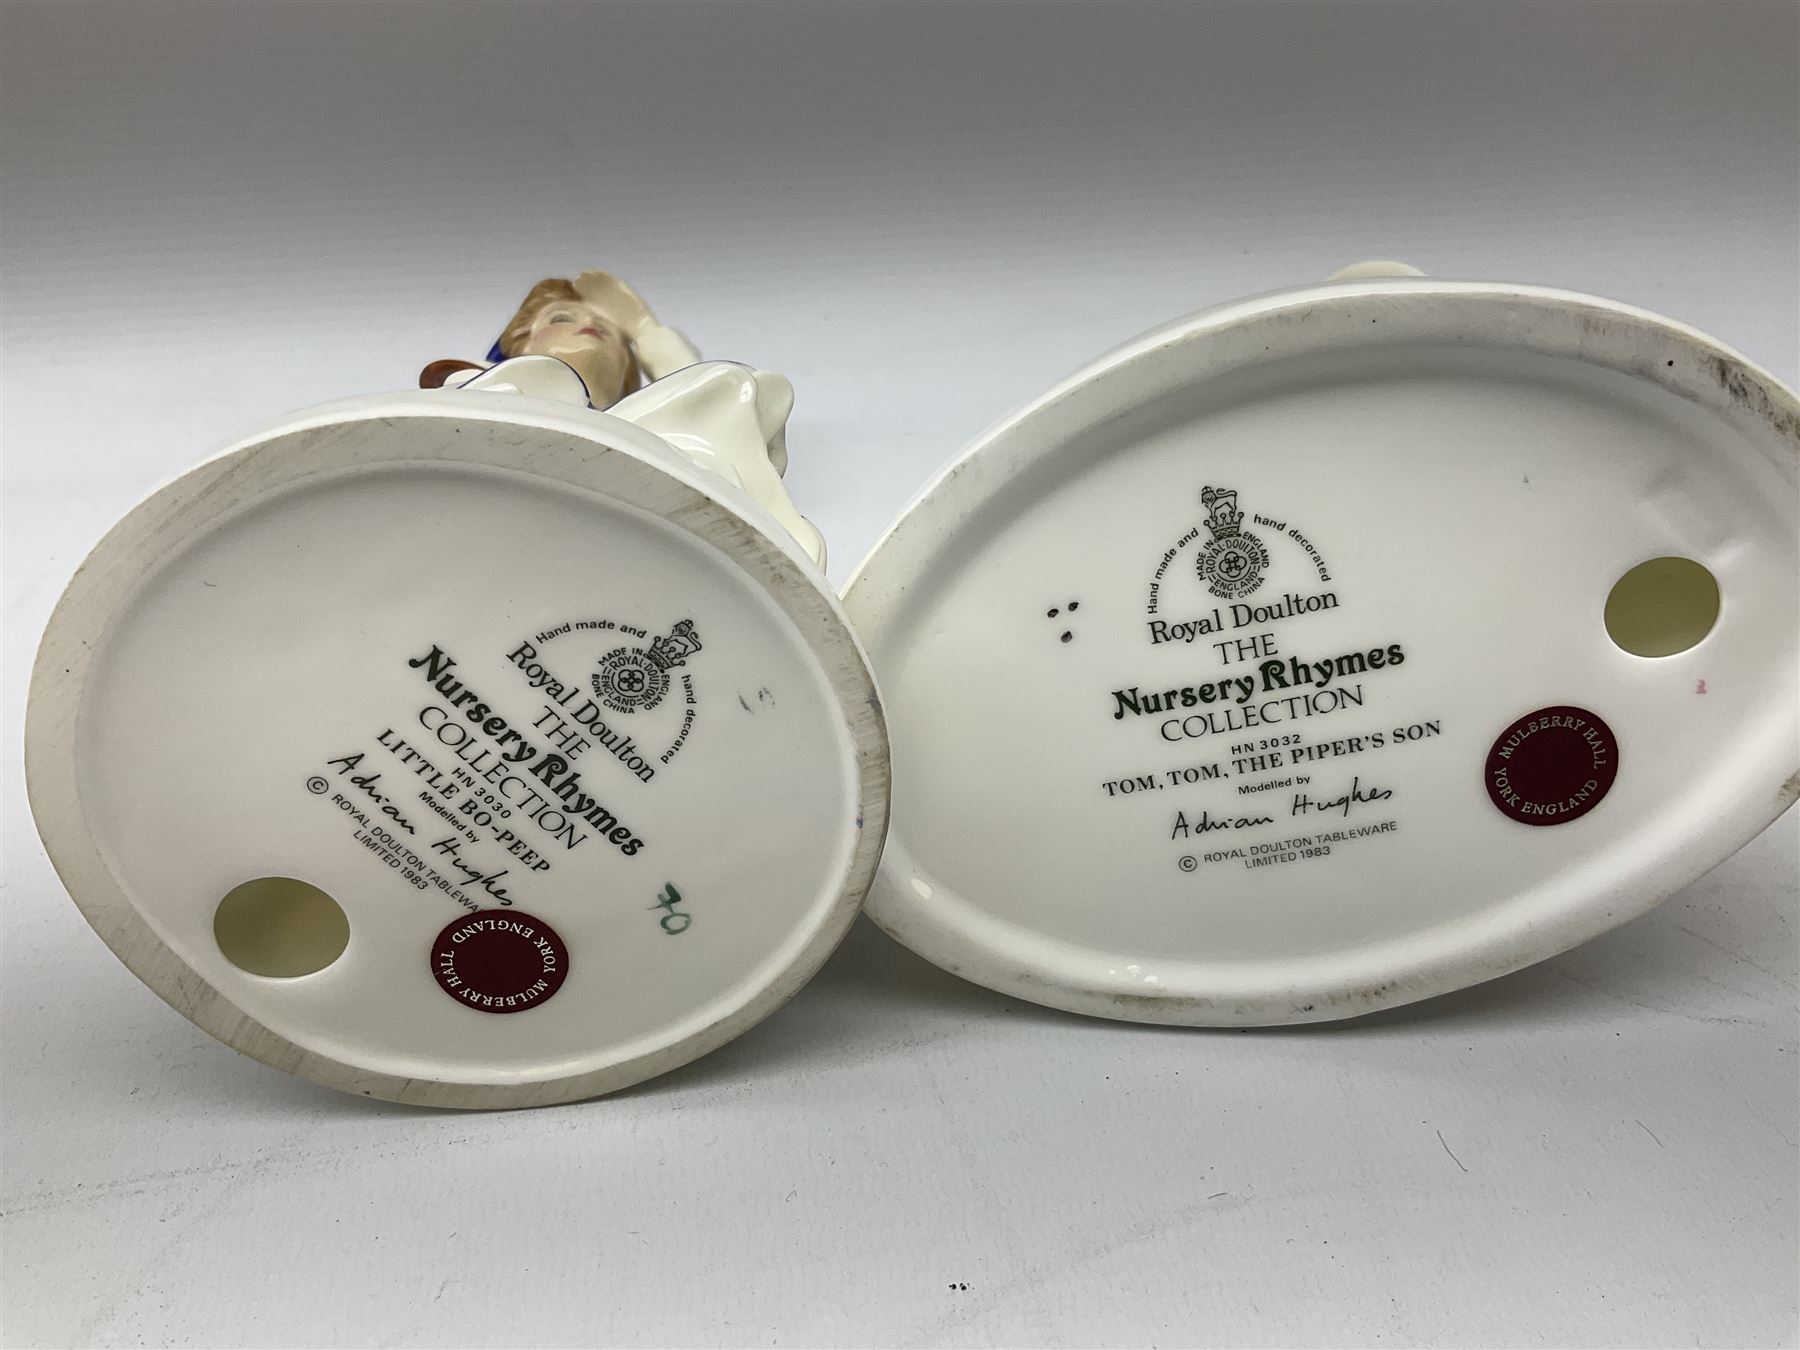 Hand made and hand decorated
MADE IN ENGLAND
ROYAL·DOULTON
ENGLAND
BONE CHINA
Royal Doulton
THE
Nursery Rhymes
COLLECTION
HN 3030
LITTLE BO-PEEP
Modelled by
Adrian Hughes
© ROYAL DOULTON
LIMITED 1983
MULBERRY HALL
YORK ENGLAND
30
Hand made and hand decorated
MADE IN ENGLAND
ROYAL·DOULTON
ENGLAND
BONE CHINA
Royal Doulton
THE
Nursery Rhymes
COLLECTION
HN 3032
TOM, TOM, THE PIPER'S SON
Modelled by
Adrian Hughes
© ROYAL DOULTON TABLEWARE
LIMITED 1983
MULBERRY HALL
YORK ENGLAND